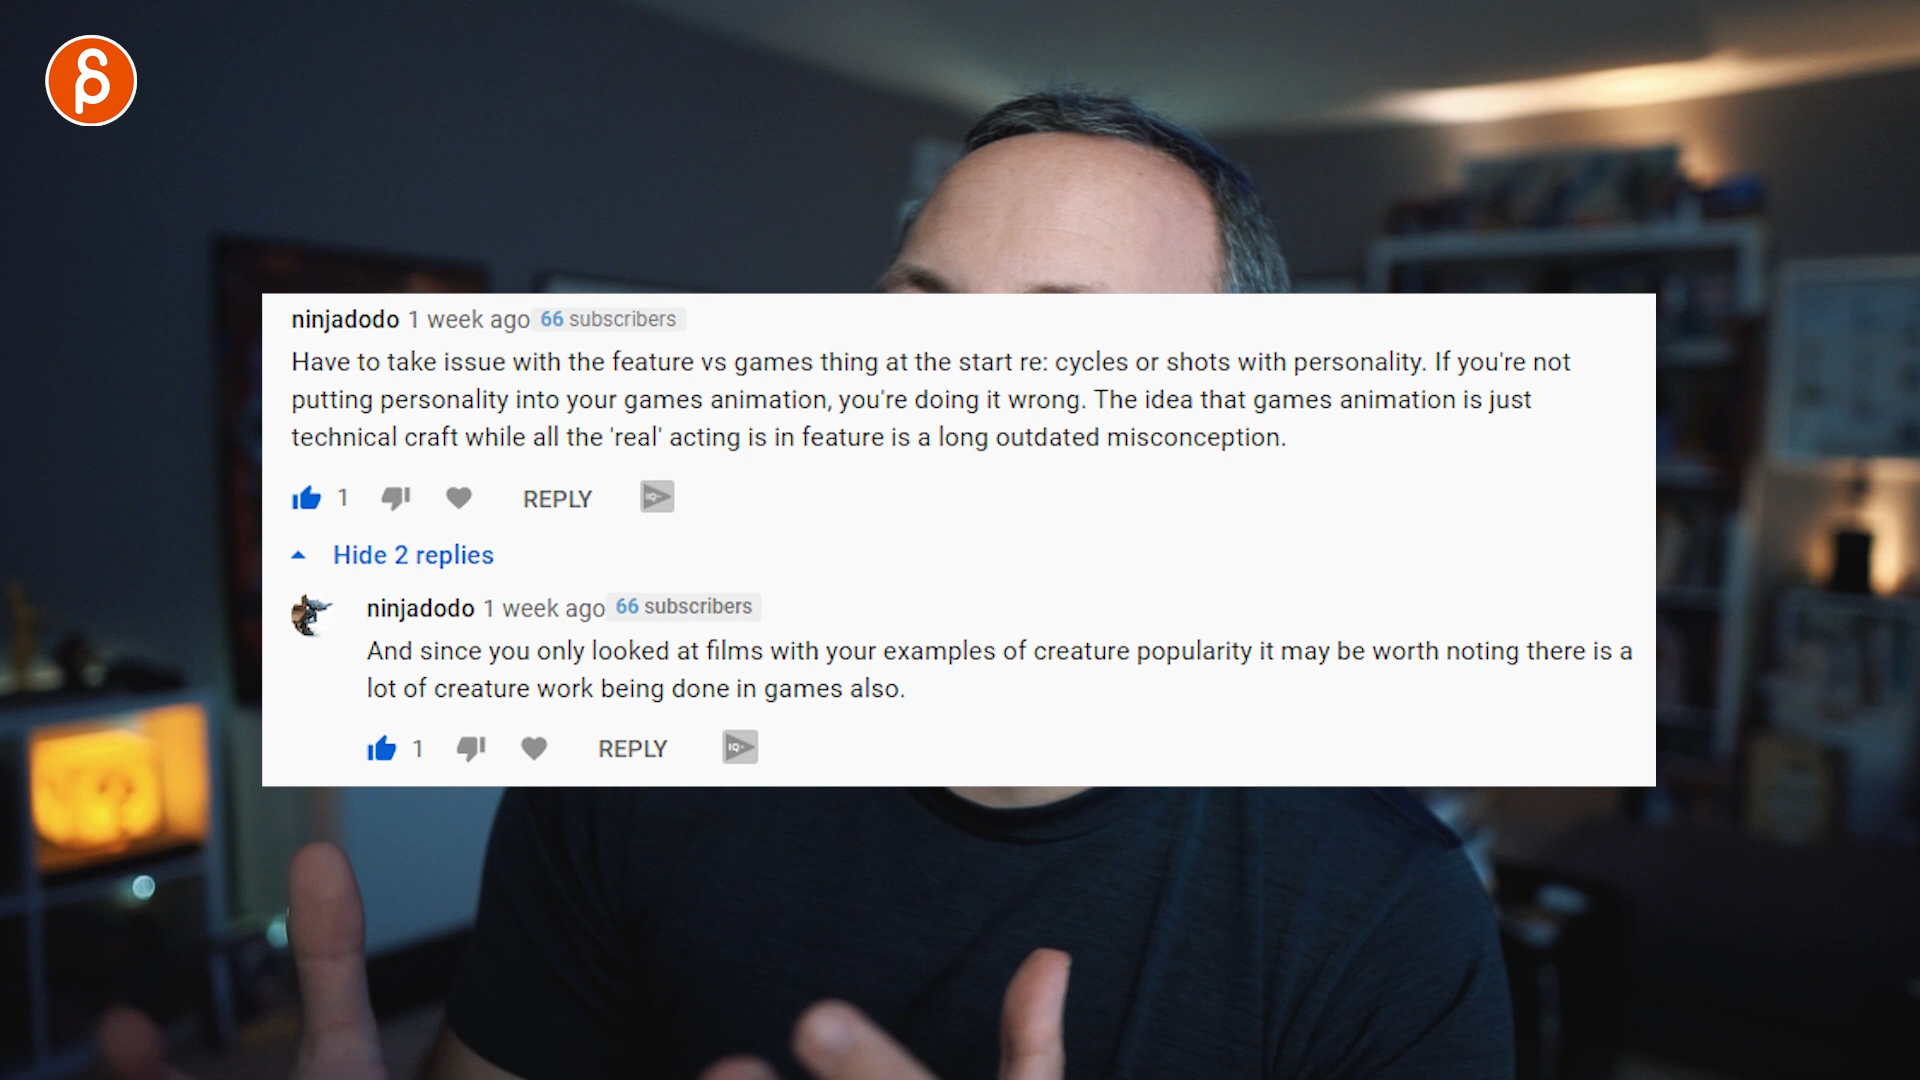 ninjadodo 1 week ago 66 subscribers
Have to take issue with the feature vs games thing at the start re: cycles or shots with personality. If you're not
putting personality into your games animation, you're doing it wrong. The idea that games animation is just
technical craft while all the 'real' acting is in feature is a long outdated misconception.
1 REPLY
Hide 2 replies
ninjadodo 1 week ago 66 subscribers
And since you only looked at films with your examples of creature popularity it may be worth noting there is a
lot of creature work being done in games also.
1 REPLY